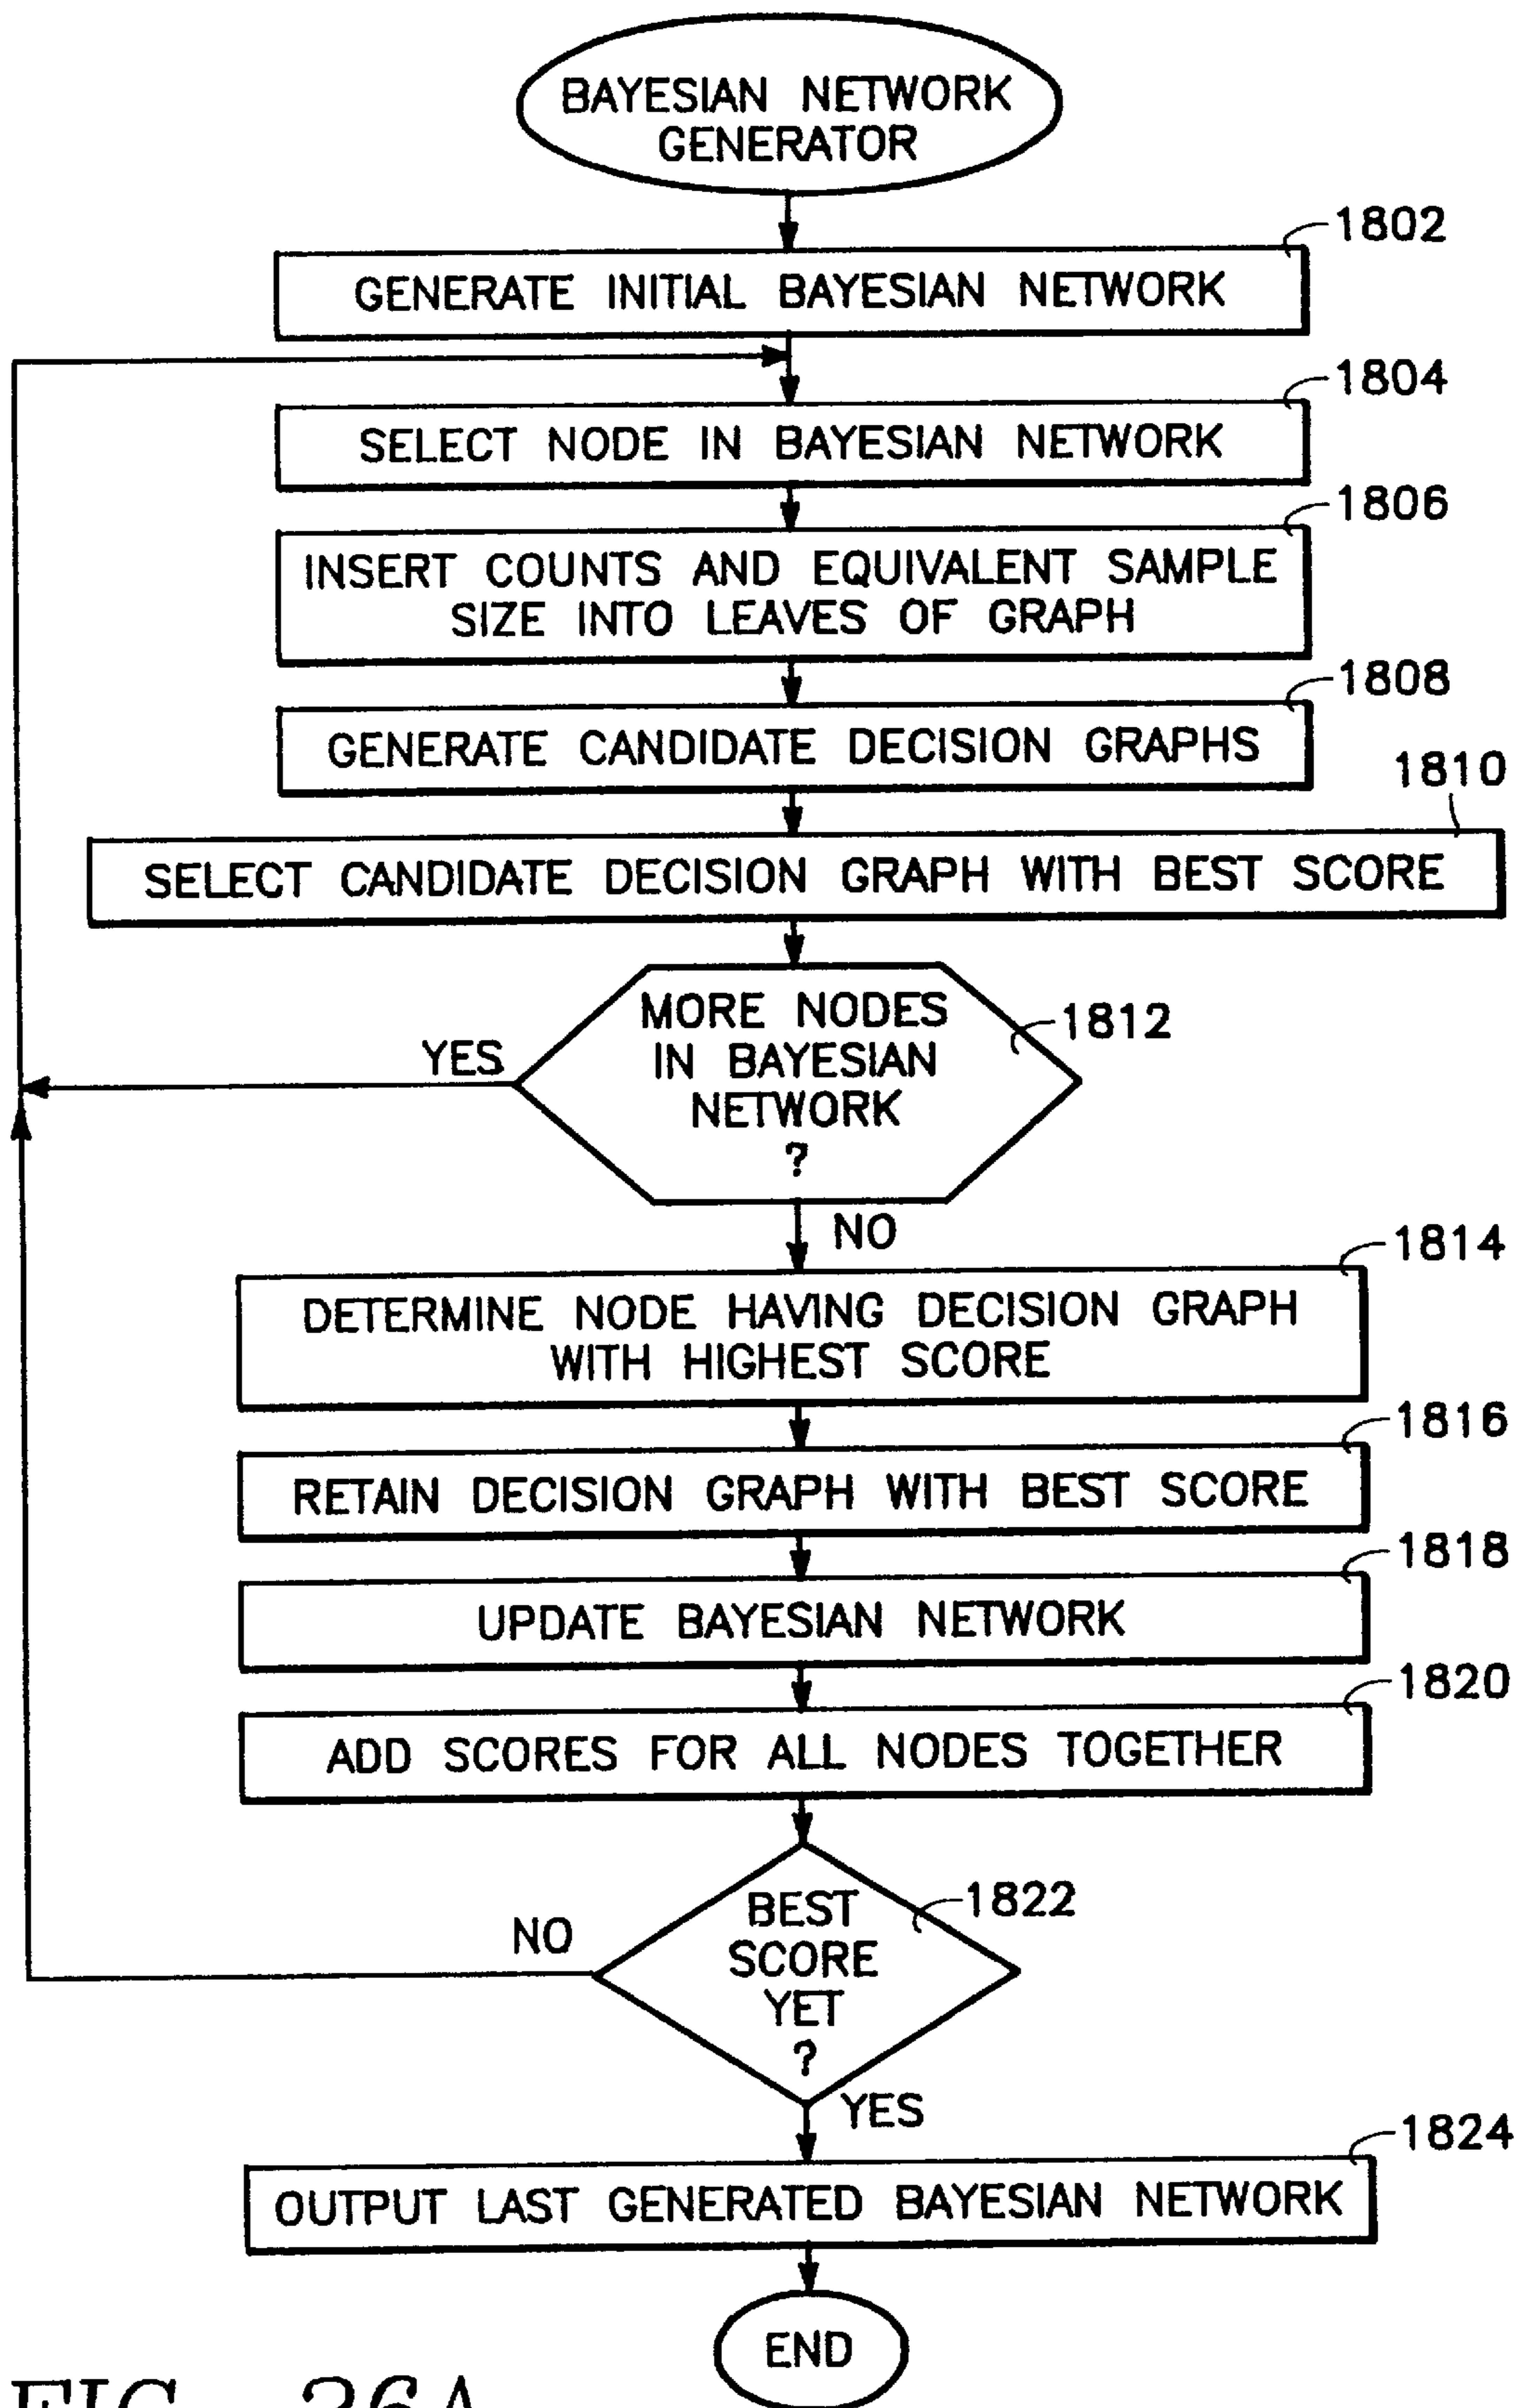 BAYESIAN NETWORK
GENERATOR
1802
GENERATE INITIAL BAYESIAN NETWORK
1804
SELECT NODE IN BAYESIAN NETWORK
1806
INSERT COUNTS AND EQUIVALENT SAMPLE
SIZE INTO LEAVES OF GRAPH
1808
GENERATE CANDIDATE DECISION GRAPHS
1810
SELECT CANDIDATE DECISION GRAPH WITH BEST SCORE
MORE NODES
IN BAYESIAN
NETWORK
?
1812
YES
NO
1814
DETERMINE NODE HAVING DECISION GRAPH
WITH HIGHEST SCORE
1816
RETAIN DECISION GRAPH WITH BEST SCORE
1818
UPDATE BAYESIAN NETWORK
1820
ADD SCORES FOR ALL NODES TOGETHER
BEST
SCORE
YET
?
1822
NO
YES
1824
OUTPUT LAST GENERATED BAYESIAN NETWORK
END
FIG. 26A